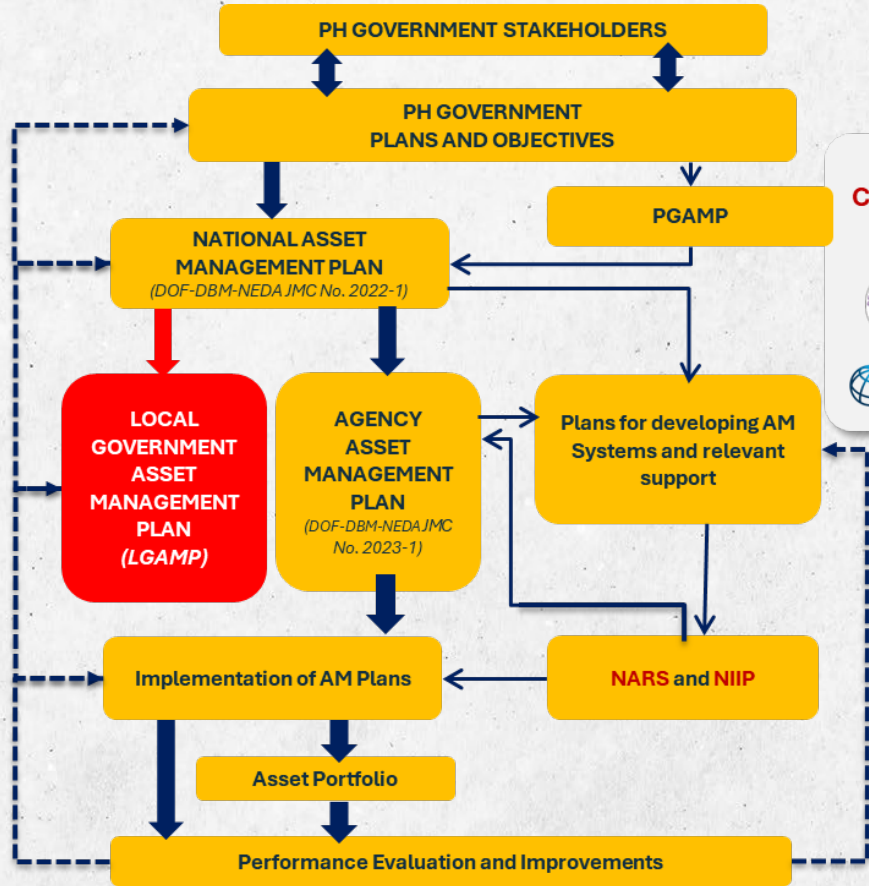 PH GOVERNMENT STAKEHOLDERS
PH GOVERNMENT
PLANS AND OBJECTIVES
PGAMP
C
NATIONAL ASSET
MANAGEMENT PLAN
(DOF-DBM-NEDA JMC No. 2022-1)
LOCAL
GOVERNMENT
ASSET
MANAGEMENT
PLAN
(LGAMP)
AGENCY
ASSET
MANAGEMENT
PLAN
(DOF-DBM-NEDA JMC
No. 2023-1)
Plans for developing AM
Systems and relevant
support
Implementation of AM Plans
NARS and NIIP
Asset Portfolio
Performance Evaluation and Improvements